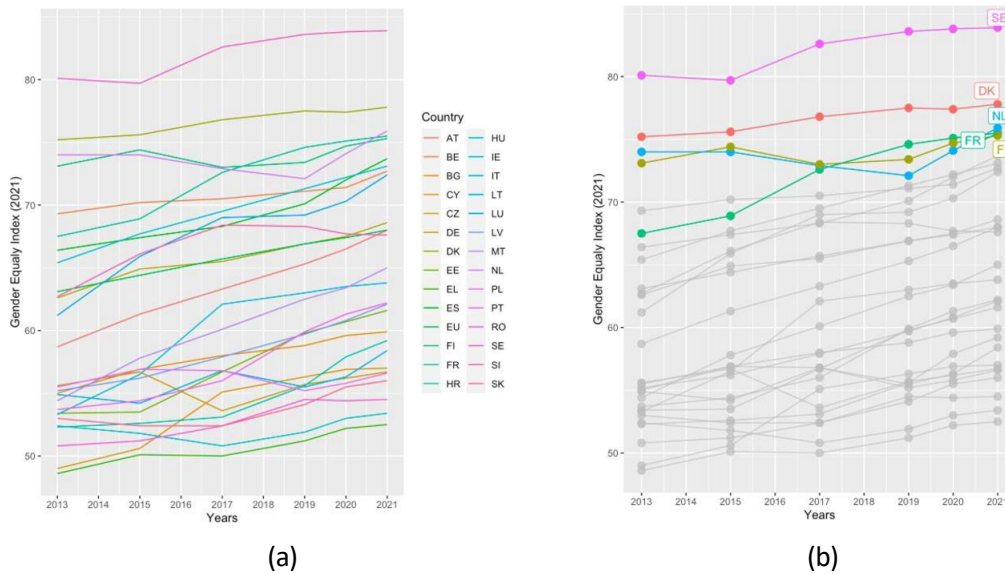 Gender Equaly Index (2021)
80
70
60
50
2013 2014 2015 2016 2017 2018 2019 2020 2021
Years
Country
AT HU
BE IE
BG IT
CY LT
CZ LU
DE LV
DK MT
EE NL
EL PL
ES PT
EU RO
FI SE
FR SI
HR SK
(a)
Gender Equaly Index (2021)
80
70
60
50
2013 2014 2015 2016 2017 2018 2019 2020 2021
Years
SE
DK
NL
FR
F
(b)